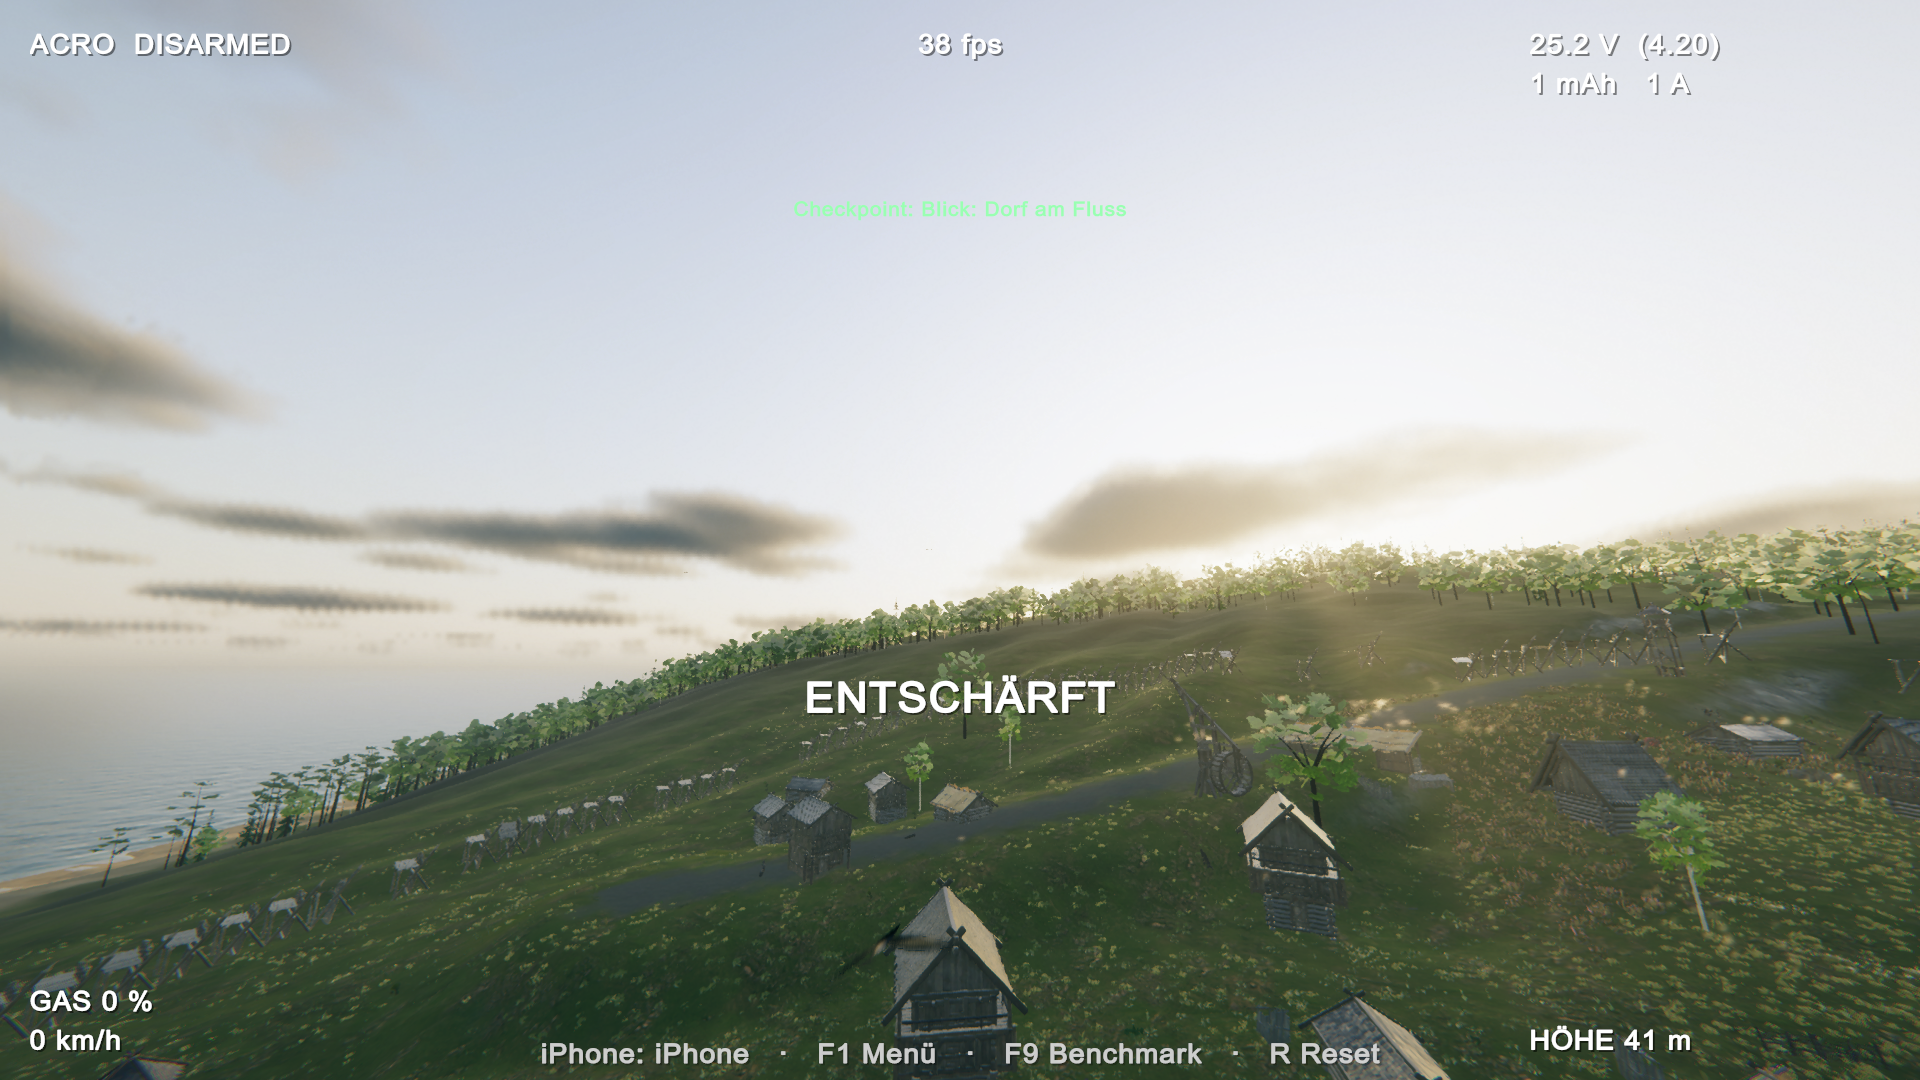 ACRO DISARMED
38 fps
25.2 V (4.20)
1 mAh 1 A
Checkpoint: Blick: Dorf am Fluss
ENTSCHÄRFT
GAS 0 %
0 km/h
iPhone: iPhone · F1 Menü · F9 Benchmark · R Reset
HÖHE 41 m